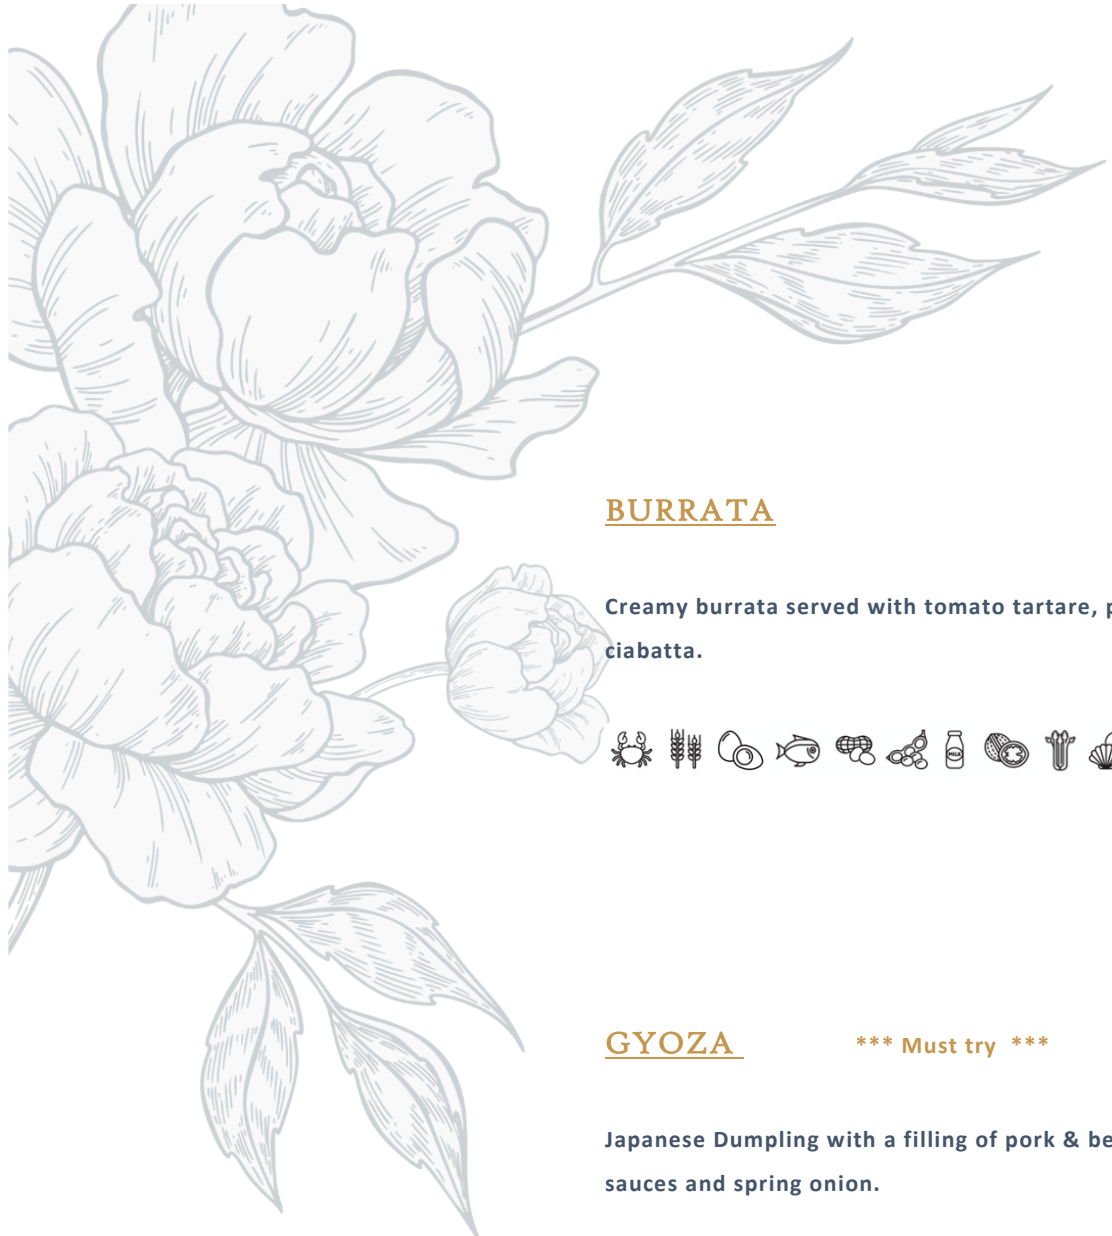 BURRATA
Creamy burrata served with tomato tartare,
ciabatta.
MILK
GYOZA *** Must try ***
Japanese Dumpling with a filling of pork &
sauces and spring onion.